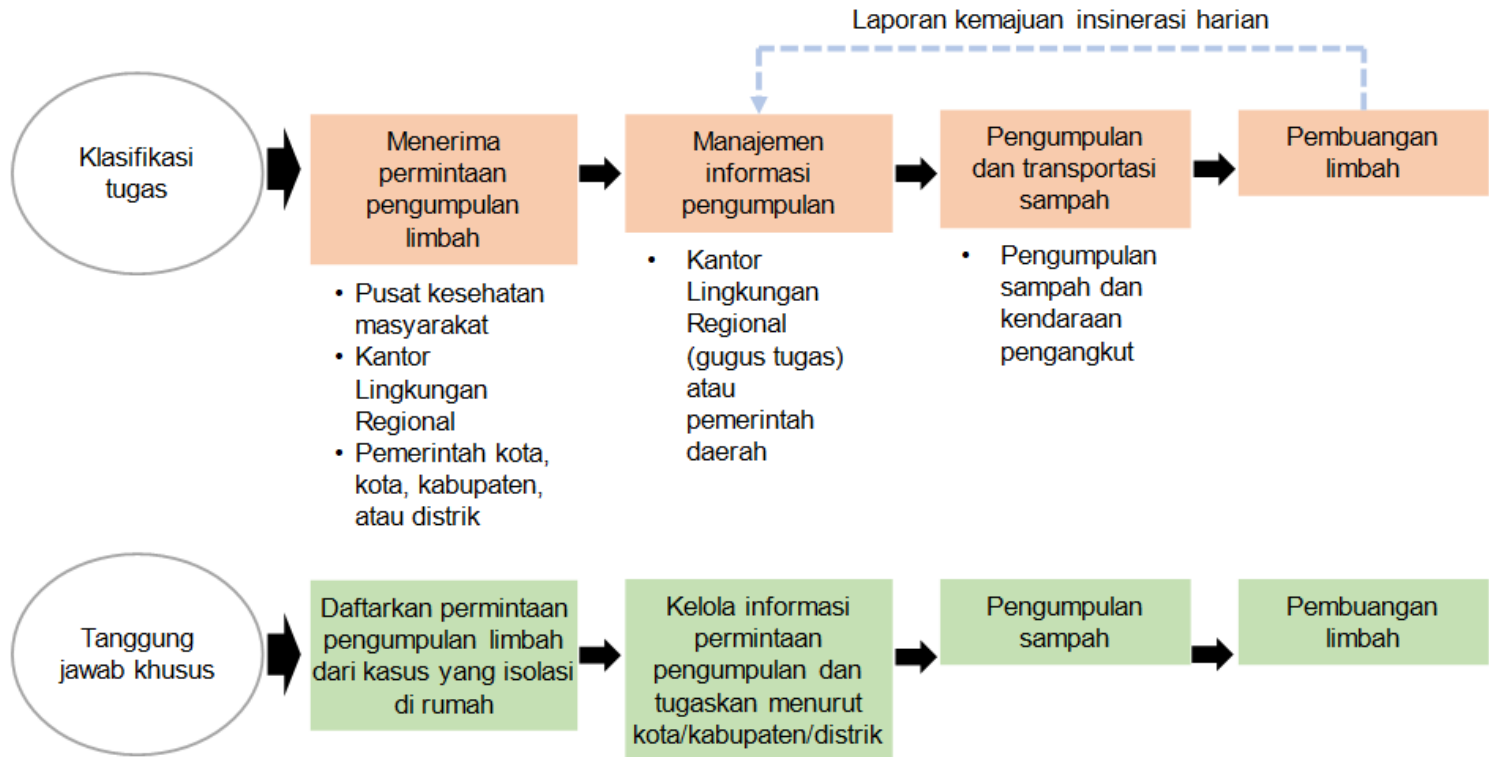 Laporan kemajuan insinerasi harian
Klasifikasi
tugas
Menerima
permintaan
pengumpulan
limbah
Manajemen
informasi
pengumpulan
Pengumpulan
dan transportasi
sampah
Pembuangan
limbah
• Pusat kesehatan
masyarakat
• Kantor
Lingkungan
Regional
• Pemerintah kota,
kota, kabupaten,
atau distrik
• Kantor
Lingkungan
Regional
(gugus tugas)
atau
pemerintah
daerah
• Pengumpulan
sampah dan
kendaraan
pengangkut
Tanggung
jawab khusus
Daftarkan permintaan
pengumpulan limbah
dari kasus yang isolasi
di rumah
Kelola informasi
permintaan
pengumpulan dan
tugaskan menurut
kota/kabupaten/distrik
Pengumpulan
sampah
Pembuangan
limbah